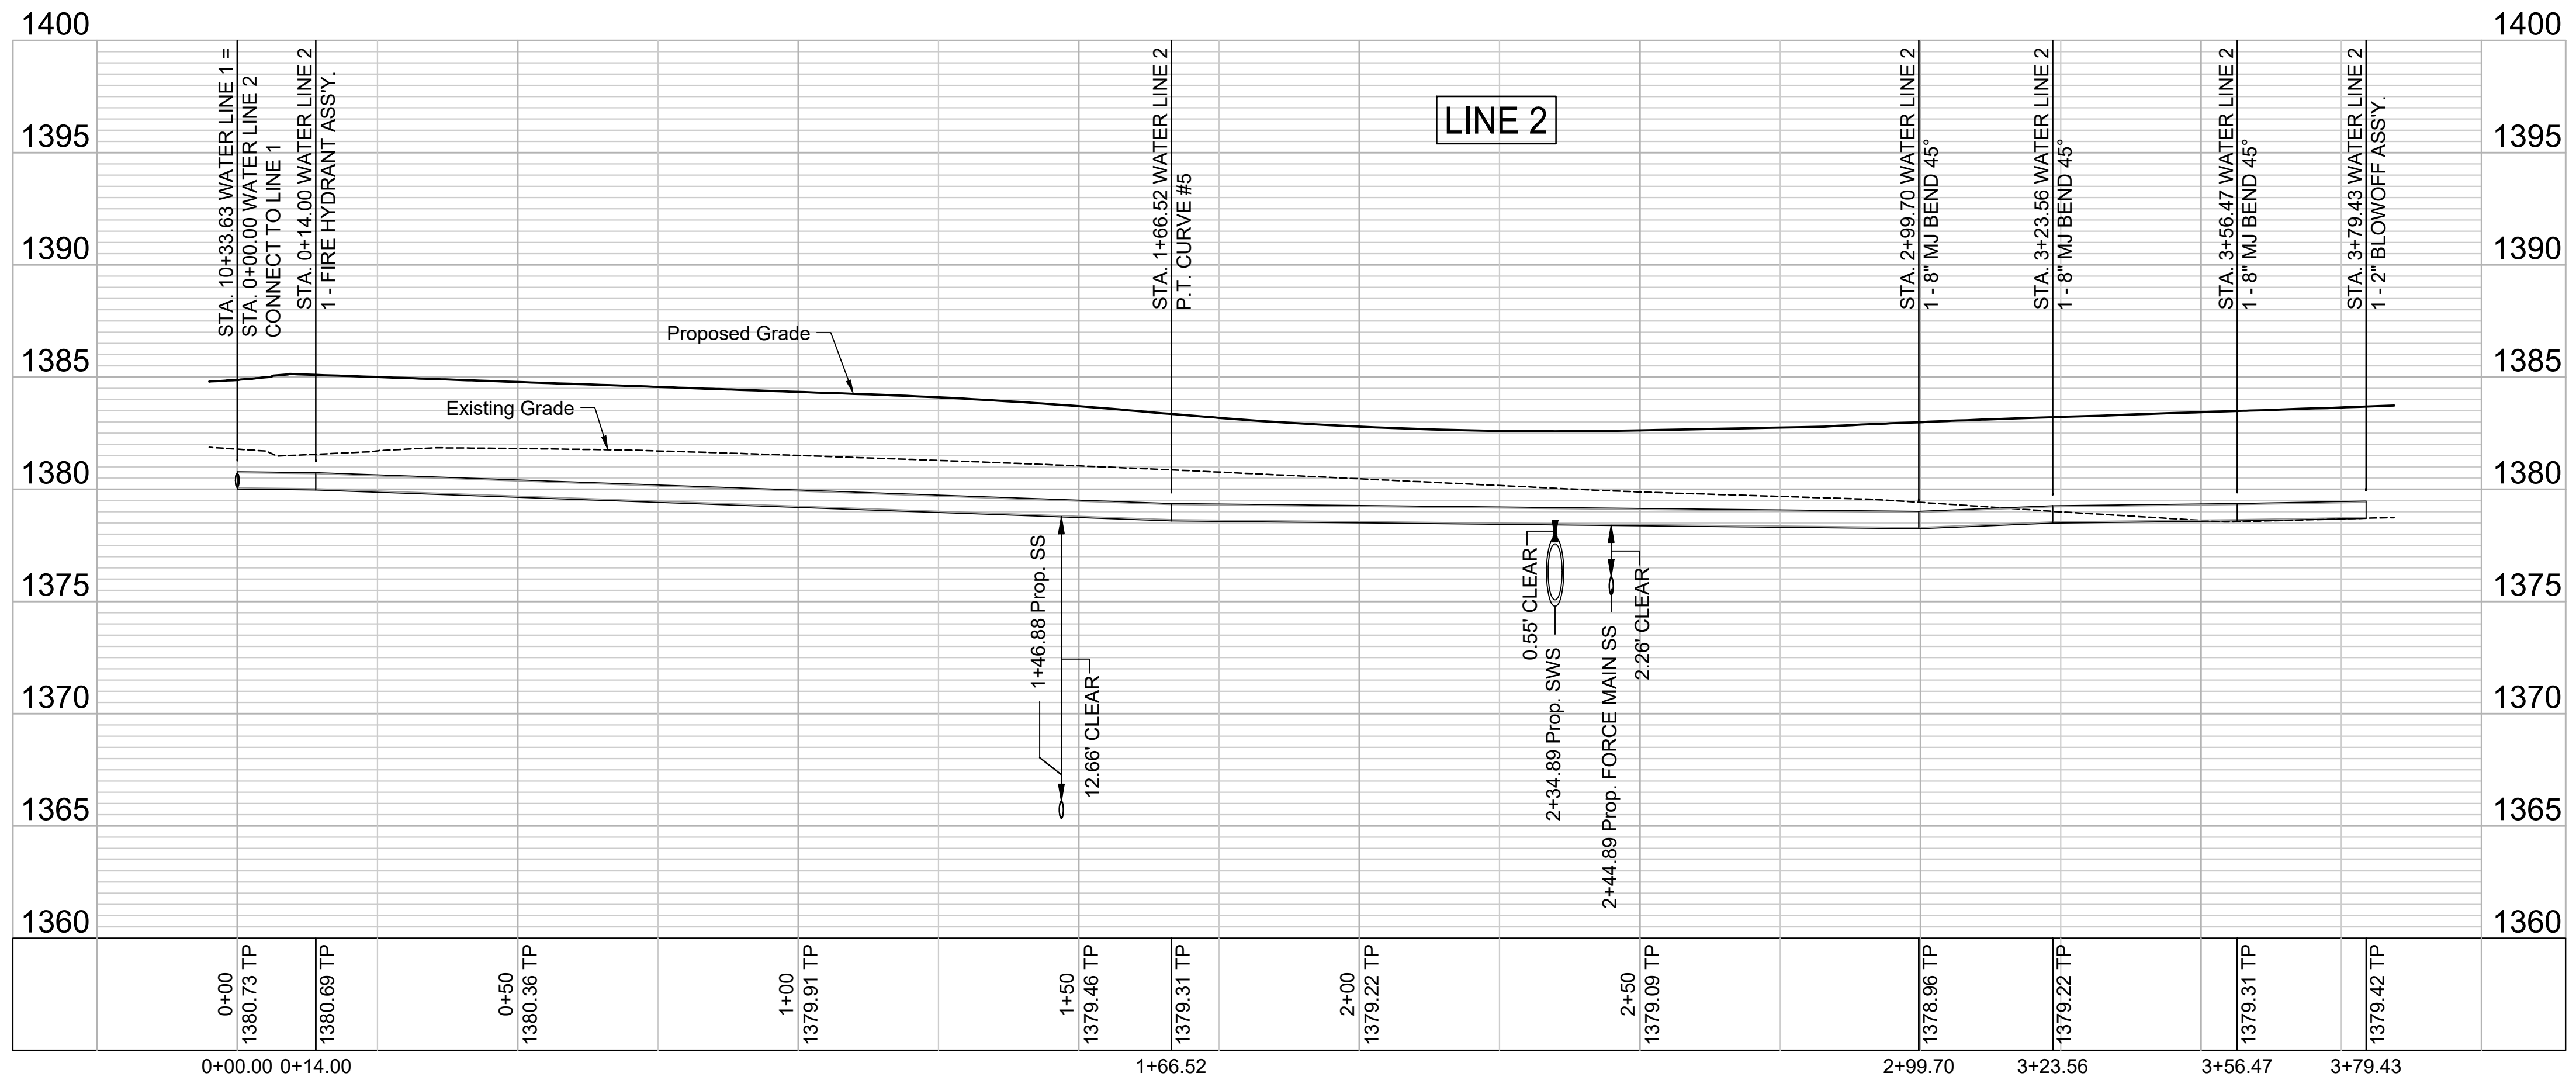 1400
1400
1395
1395
1390
1390
1385
1385
1380
1380
1375
1375
1370
1370
1365
1365
1360
1360
STA. 10+33.63 WATER LINE 1 =
STA. 0+00.00 WATER LINE 2
CONNECT TO LINE 1
STA. 0+14.00 WATER LINE 2
1 - FIRE HYDRANT ASS'Y.
STA. 1+66.52 WATER LINE 2
P.T. CURVE #5
LINE 2
STA. 2+99.70 WATER LINE 2
1 - 8" MJ BEND 45°
STA. 3+23.56 WATER LINE 2
1 - 8" MJ BEND 45°
STA. 3+56.47 WATER LINE 2
1 - 8" MJ BEND 45°
STA. 3+79.43 WATER LINE 2
1 - 2" BLOWOFF ASS'Y.
Proposed Grade
Existing Grade
1+46.88 Prop. SS
12.66' CLEAR
0.55' CLEAR
2+34.89 Prop. SWS
2+44.89 Prop. FORCE MAIN SS
2.26' CLEAR
0+00
1380.73 TP
1380.69 TP
0+50
1380.36 TP
1+00
1379.91 TP
1+50
1379.46 TP
1379.31 TP
2+00
1379.22 TP
2+50
1379.09 TP
1378.96 TP
1379.22 TP
1379.31 TP
1379.42 TP
0+00.00
0+14.00
1+66.52
2+99.70
3+23.56
3+56.47
3+79.43